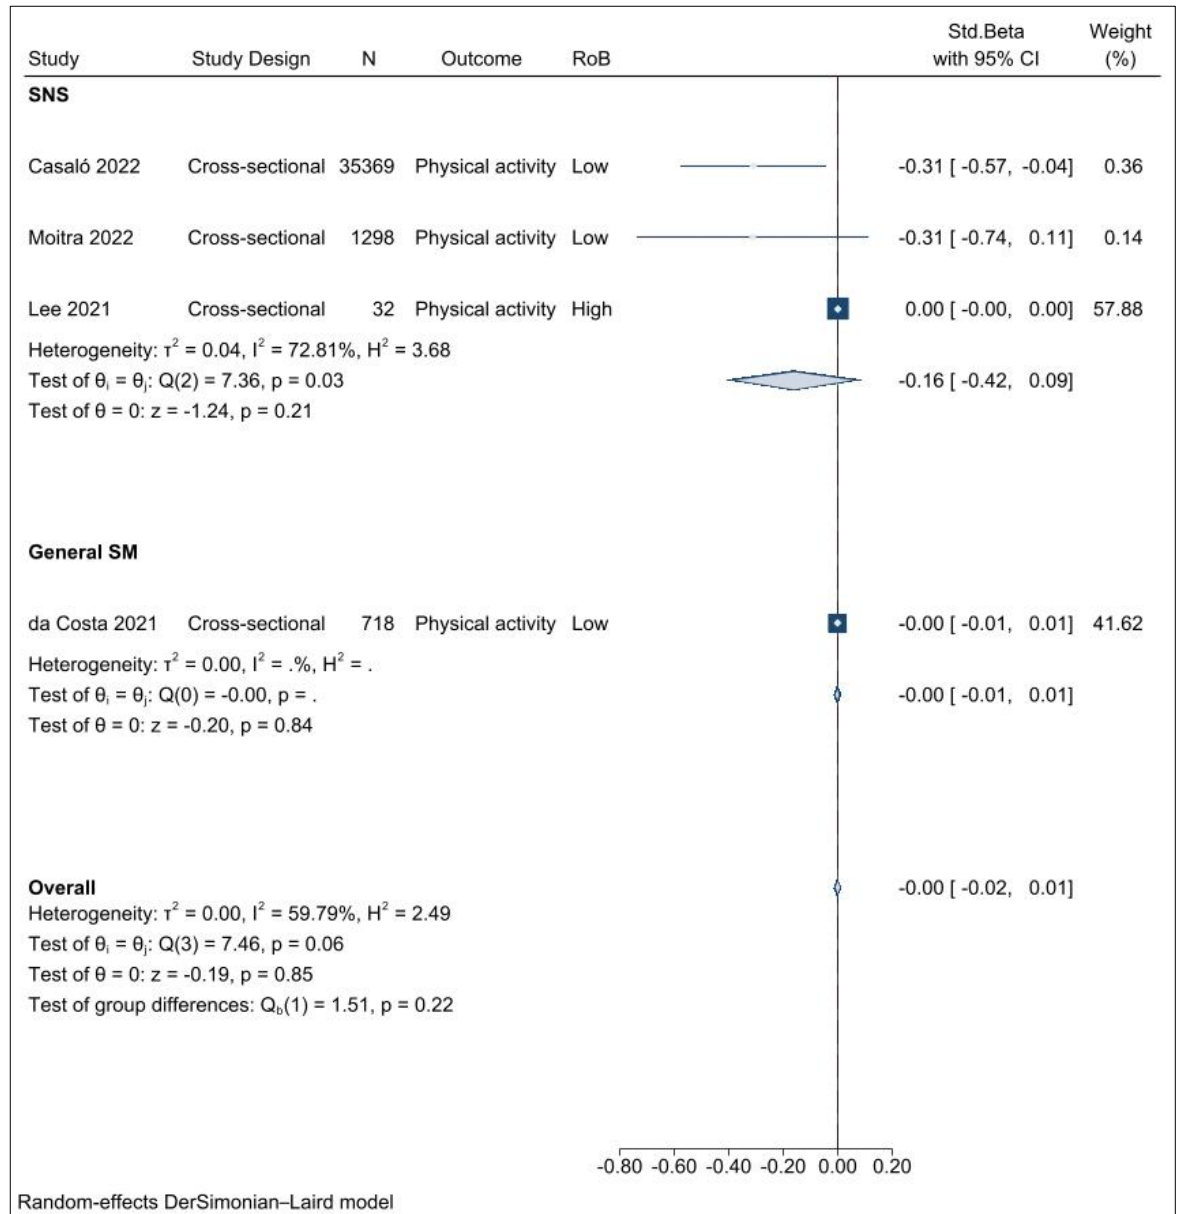 Std.Beta Weight
Study Study Design N Outcome RoB with 95% CI (%)
SNS
Casaló 2022 Cross-sectional 35369 Physical activity Low -0.31 [ -0.57, -0.04] 0.36
Moitra 2022 Cross-sectional 1298 Physical activity Low -0.31 [ -0.74, 0.11] 0.14
Lee 2021 Cross-sectional 32 Physical activity High 0.00 [ -0.00, 0.00] 57.88
Heterogeneity: τ² = 0.04, I² = 72.81%, H² = 3.68
Test of θᵢ = θⱼ: Q(2) = 7.36, p = 0.03 -0.16 [ -0.42, 0.09]
Test of θ = 0: z = -1.24, p = 0.21
General SM
da Costa 2021 Cross-sectional 718 Physical activity Low -0.00 [ -0.01, 0.01] 41.62
Heterogeneity: τ² = 0.00, I² = .%, H² = .
Test of θᵢ = θⱼ: Q(0) = -0.00, p = . -0.00 [ -0.01, 0.01]
Test of θ = 0: z = -0.20, p = 0.84
Overall -0.00 [ -0.02, 0.01]
Heterogeneity: τ² = 0.00, I² = 59.79%, H² = 2.49
Test of θᵢ = θⱼ: Q(3) = 7.46, p = 0.06
Test of θ = 0: z = -0.19, p = 0.85
Test of group differences: Q_b(1) = 1.51, p = 0.22
-0.80 -0.60 -0.40 -0.20 0.00 0.20
Random-effects DerSimonian–Laird model